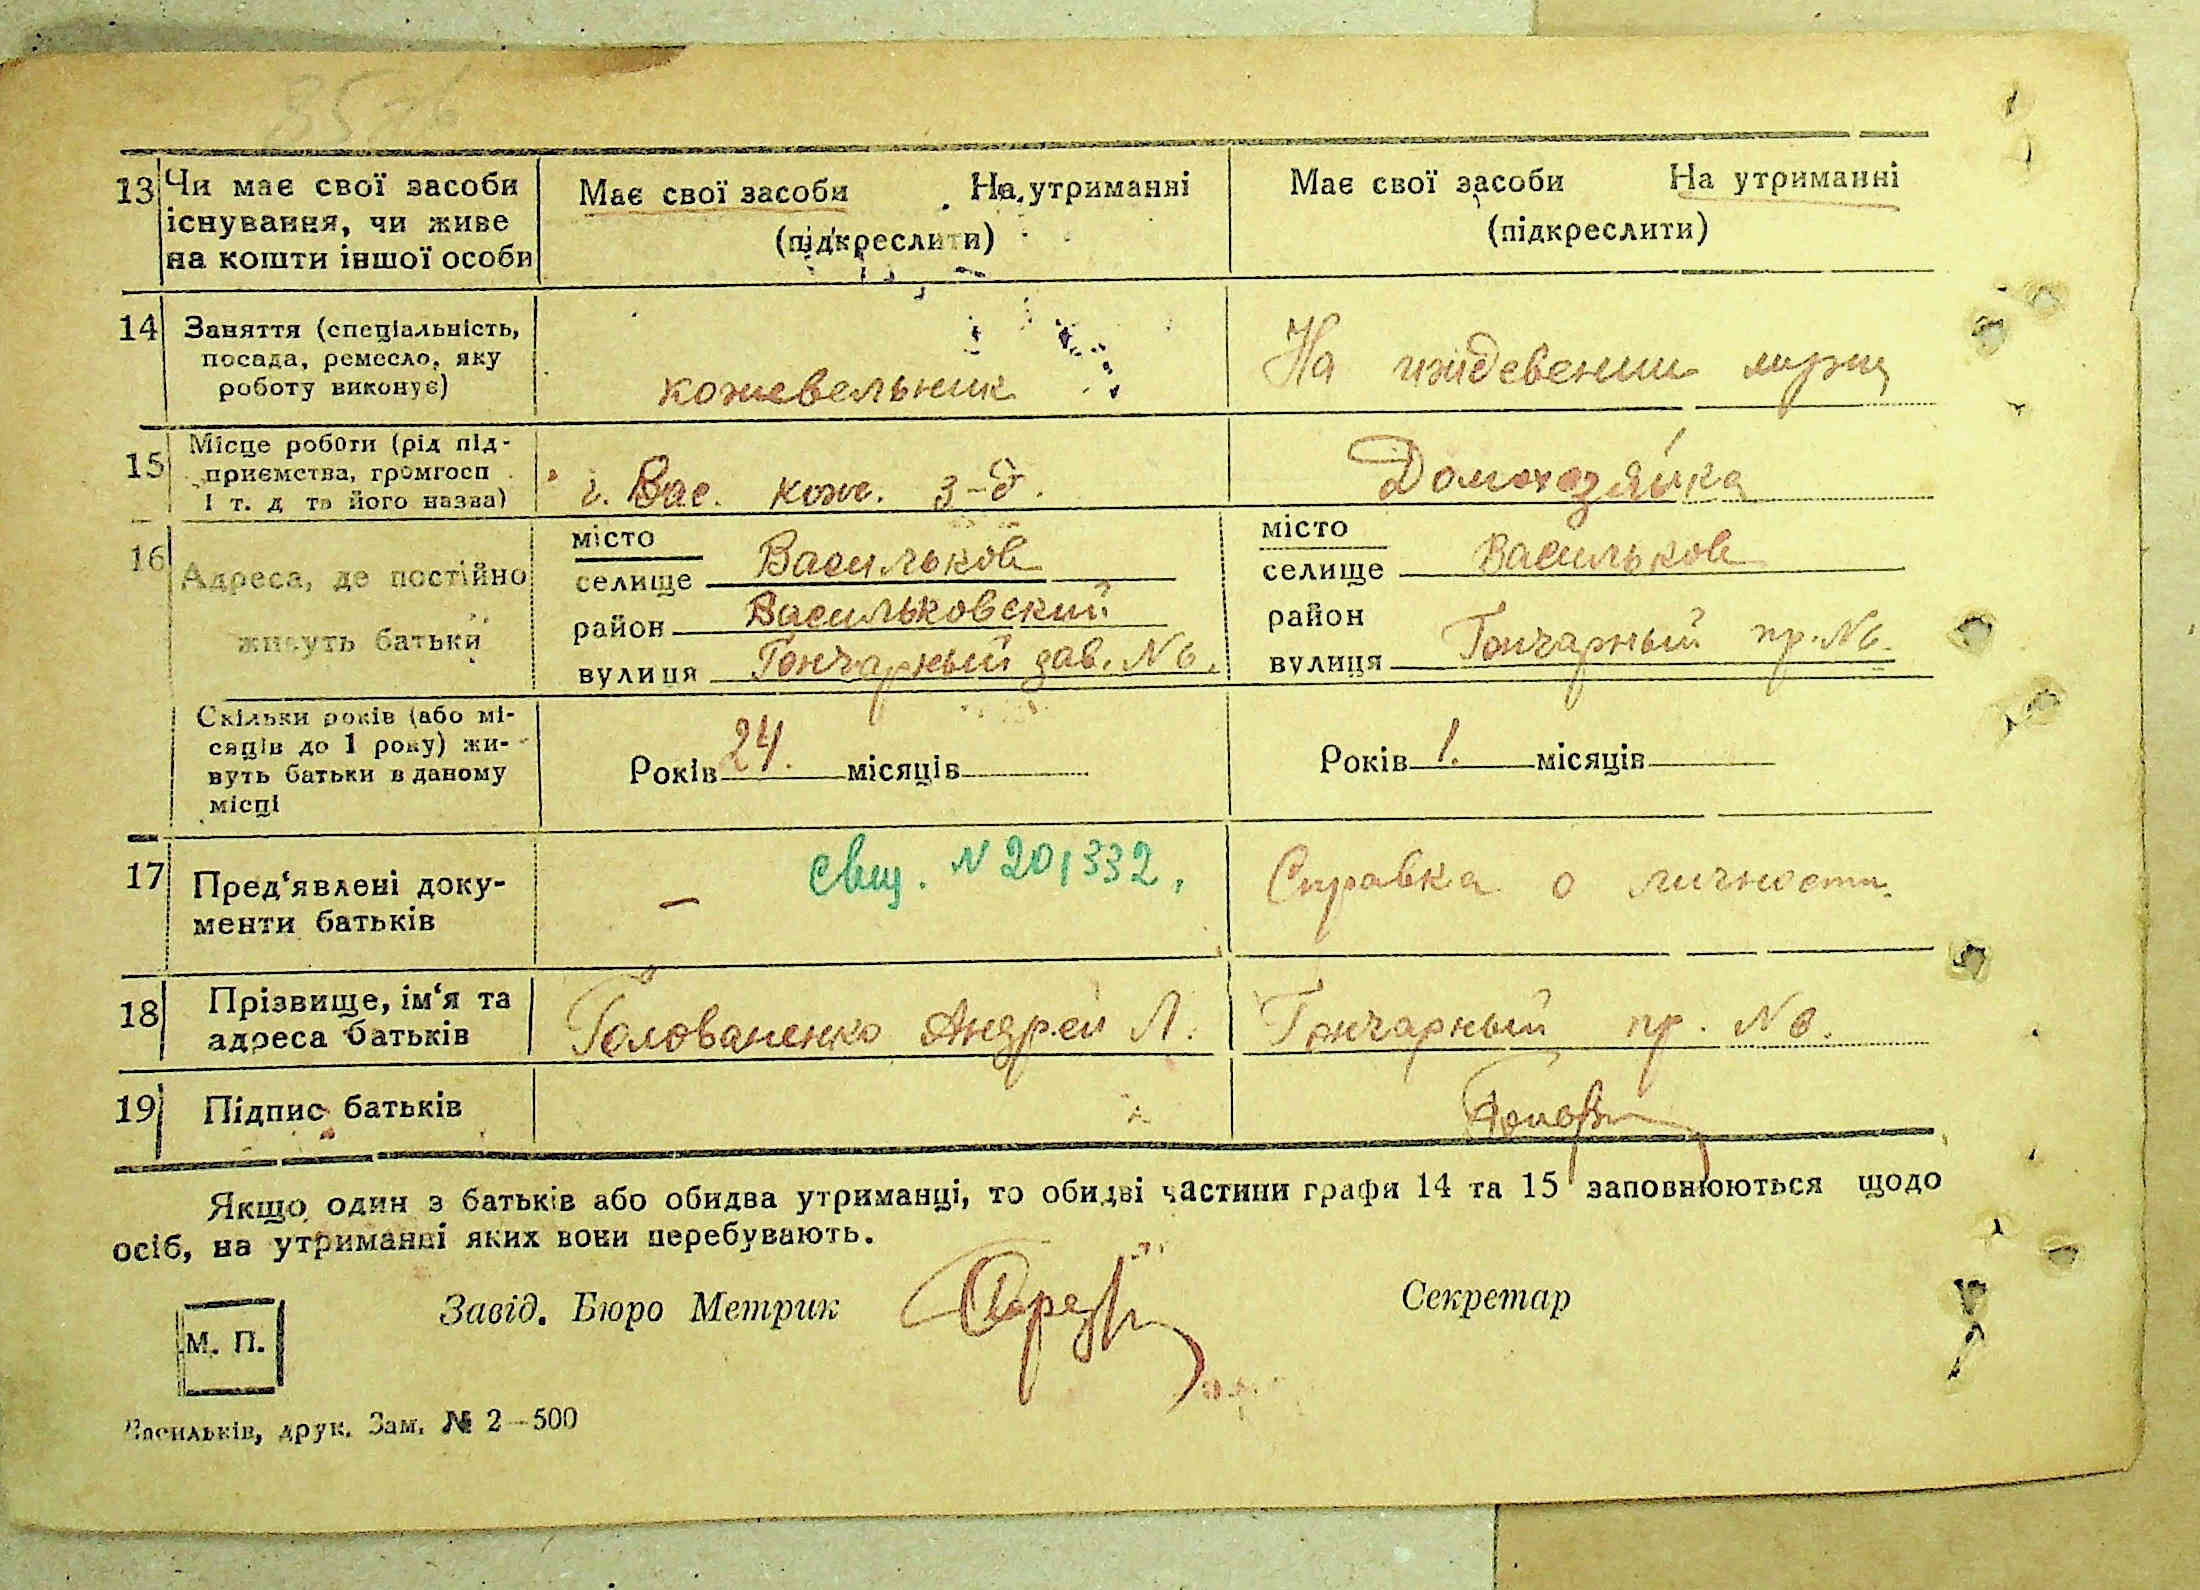 13 Чи має свої засоби існування, чи живе на кошти іншої особи
Має свої засоби На утриманні
(підкреслити)
Має свої засоби На утриманні
(підкреслити)
14 Заняття (спеціальність, посада, ремесло, яку роботу виконує)
кожевельник
На иждевении мужа
15 Місце роботи (рід підприємства, громгосп і т. д та його назва)
г. Вас. кож. з-д.
Домохозяйка
16 Адреса, де постійно живуть батьки
місто
селище Васильков
район Васильковский
вулиця Гончарный зав. № 6.
місто
селище Васильков
район
вулиця Гончарный пр. № 6.
Скільки років (або місяців до 1 року) живуть батьки в даному місці
Років 24. місяців
Років 1. місяців
17 Пред‘явлені документи батьків
— Свид. N 201332.
Справка о личности.
18 Прізвище, ім‘я та адреса батьків
Голованенко Андрей Л.
Гончарный пр. № 6.
19 Підпис батьків
Якщо один з батьків або обидва утриманці, то обидві частини графи 14 та 15 заповнюються щодо
осіб, на утриманні яких вони перебувають.
Завід. Бюро Метрик
Секретар
М. П.
Васильків, друк. Зам. № 2—500